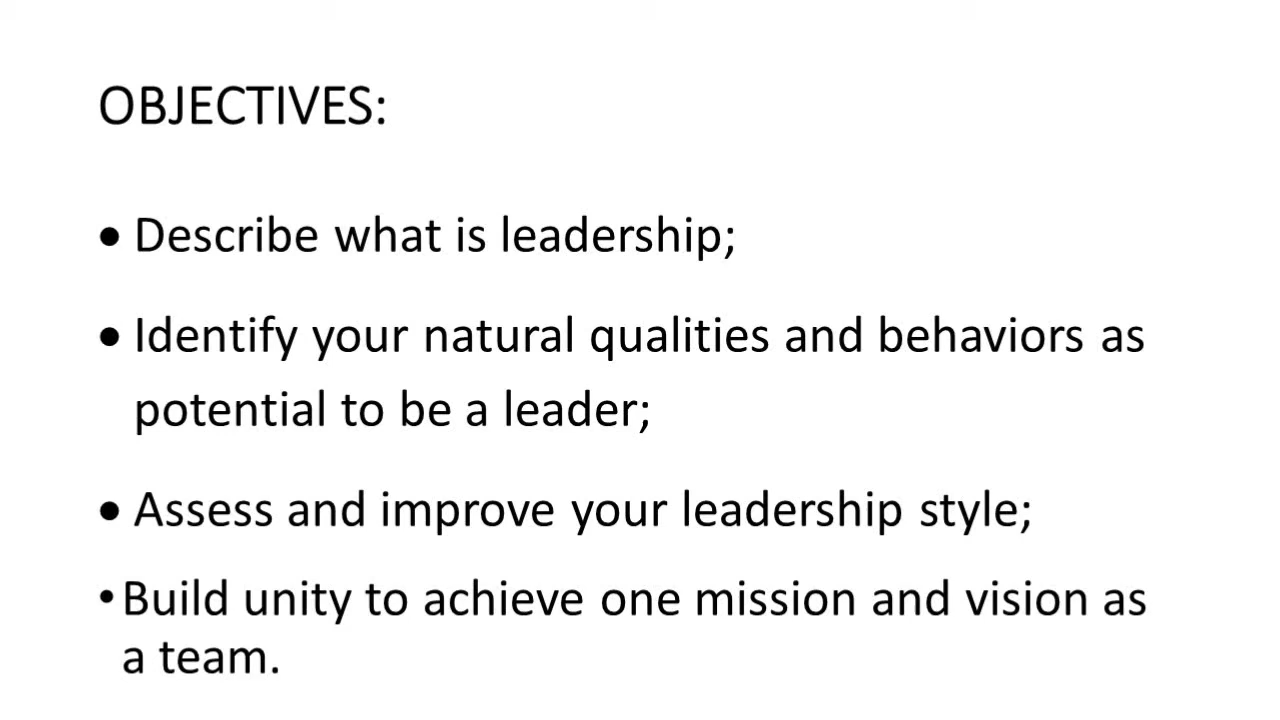 OBJECTIVES:
• Describe what is leadership;
• Identify your natural qualities and behaviors as
potential to be a leader;
• Assess and improve your leadership style;
• Build unity to achieve one mission and vision as
a team.